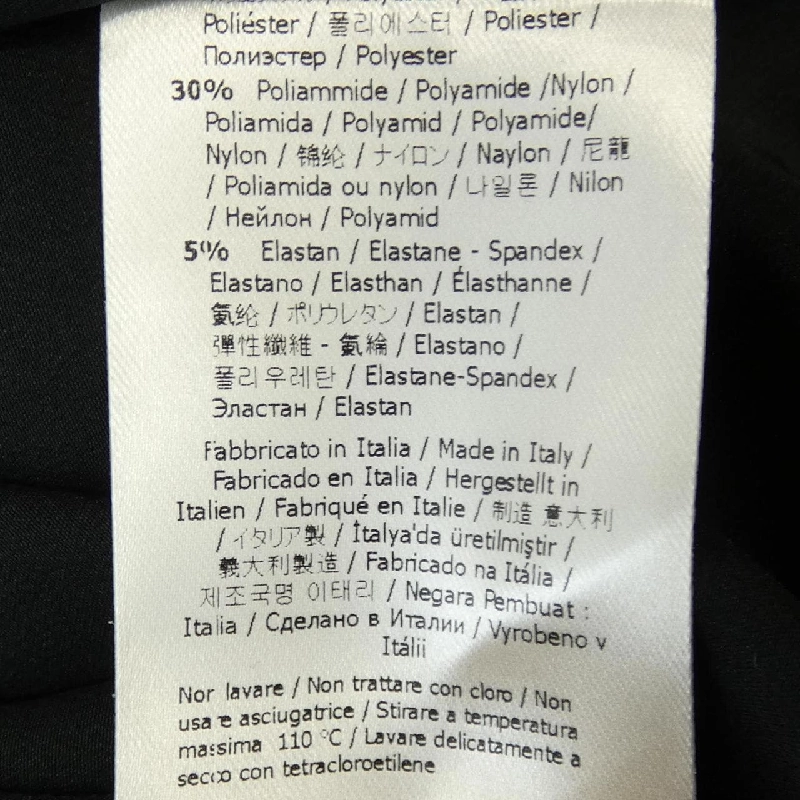 Poliéster / 폴리에스터 / Poliester /
Полиэстер / Polyester
30% Poliammide / Polyamide /Nylon /
Poliamida / Polyamid / Polyamide/
Nylon / 锦纶 / ナイロン / Naylon / 尼龍
/ Poliamida ou nylon / 나일론 / Nilon
/ Нейлон / Polyamid
5% Elastan / Elastane - Spandex /
Elastano / Elasthan / Élasthanne /
氨纶 / ポリウレタン / Elastan /
彈性纖維 - 氨綸 / Elastano /
폴리우레탄 / Elastane-Spandex /
Эластан / Elastan
Fabbricato in Italia / Made in Italy /
Fabricado en Italia / Hergestellt in
Italien / Fabriqué en Italie / 制造 意大利
/ イタリア製 / İtalya'da üretilmiştir /
義大利製造 / Fabricado na Itália /
제조국명 이태리 / Negara Pembuat :
Italia / Сделано в Италии / Vyrobeno v
Itálii
Non lavare / Non trattare con cloro / Non
usare asciugatrice / Stirare a temperatura
massima 110 °C / Lavare delicatamente a
secco con tetracloroetilene